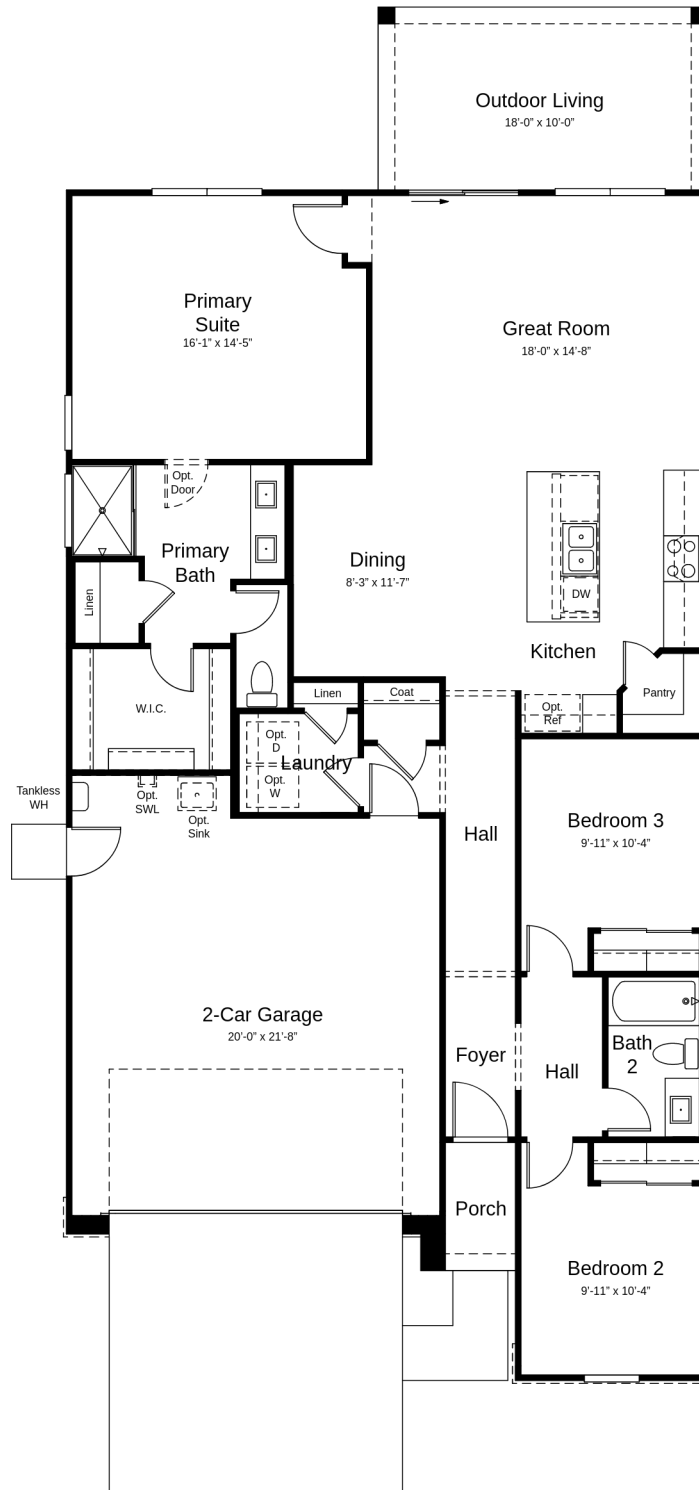 Outdoor Living
18’-0” x 10’-0”
Primary
Suite
16’-1” x 14’-5”
Great Room
18’-0” x 14’-8”
Opt.
Door
Primary
Bath
Linen
Dining
8’-3” x 11’-7”
DW
Kitchen
Pantry
Opt.
Ref
W.I.C.
Linen
Coat
Opt.
D
Laundry
Opt.
W
Tankless
WH
Opt.
SWL
Opt.
Sink
Hall
Bedroom 3
9’-11” x 10’-4”
2-Car Garage
20’-0” x 21’-8”
Foyer
Hall
Bath
2
Porch
Bedroom 2
9’-11” x 10’-4”